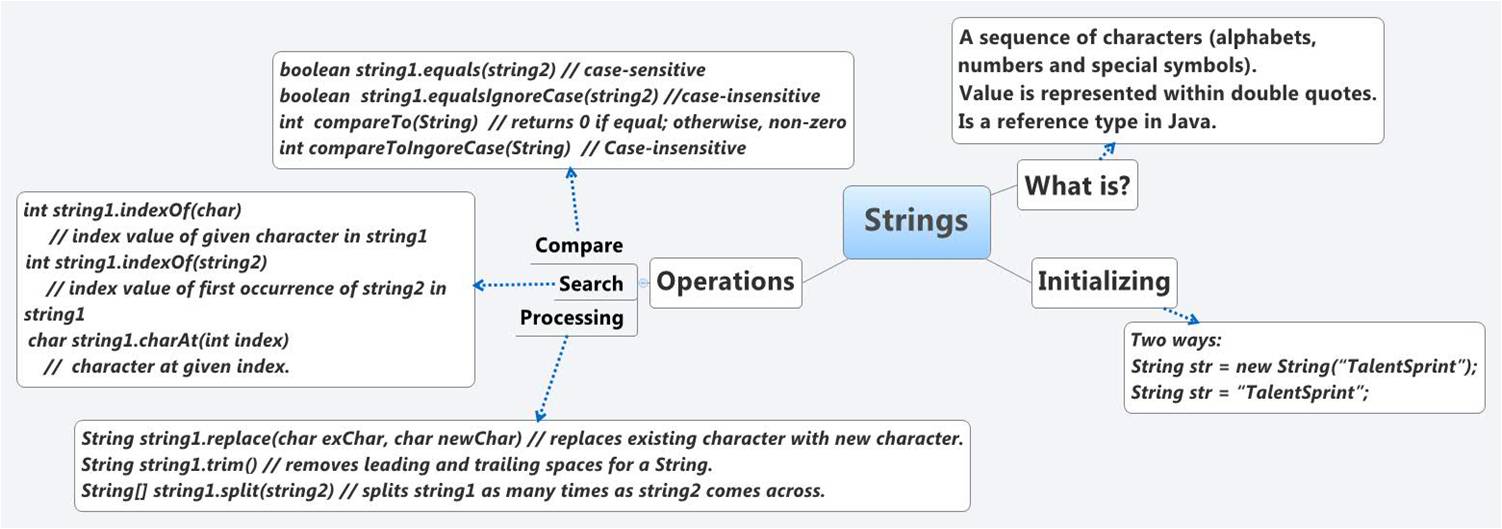 Strings
What is?
A sequence of characters (alphabets,
numbers and special symbols).
Value is represented within double quotes.
Is a reference type in Java.
Initializing
Two ways:
String str = new String(“TalentSprint”);
String str = “TalentSprint”;
Operations
Compare
boolean string1.equals(string2) // case-sensitive
boolean string1.equalsIgnoreCase(string2) //case-insensitive
int compareTo(String) // returns 0 if equal; otherwise, non-zero
int compareToIngoreCase(String) // Case-insensitive
Search
int string1.indexOf(char)
// index value of given character in string1
int string1.indexOf(string2)
// index value of first occurrence of string2 in
string1
char string1.charAt(int index)
// character at given index.
Processing
String string1.replace(char exChar, char newChar) // replaces existing character with new character.
String string1.trim() // removes leading and trailing spaces for a String.
String[] string1.split(string2) // splits string1 as many times as string2 comes across.